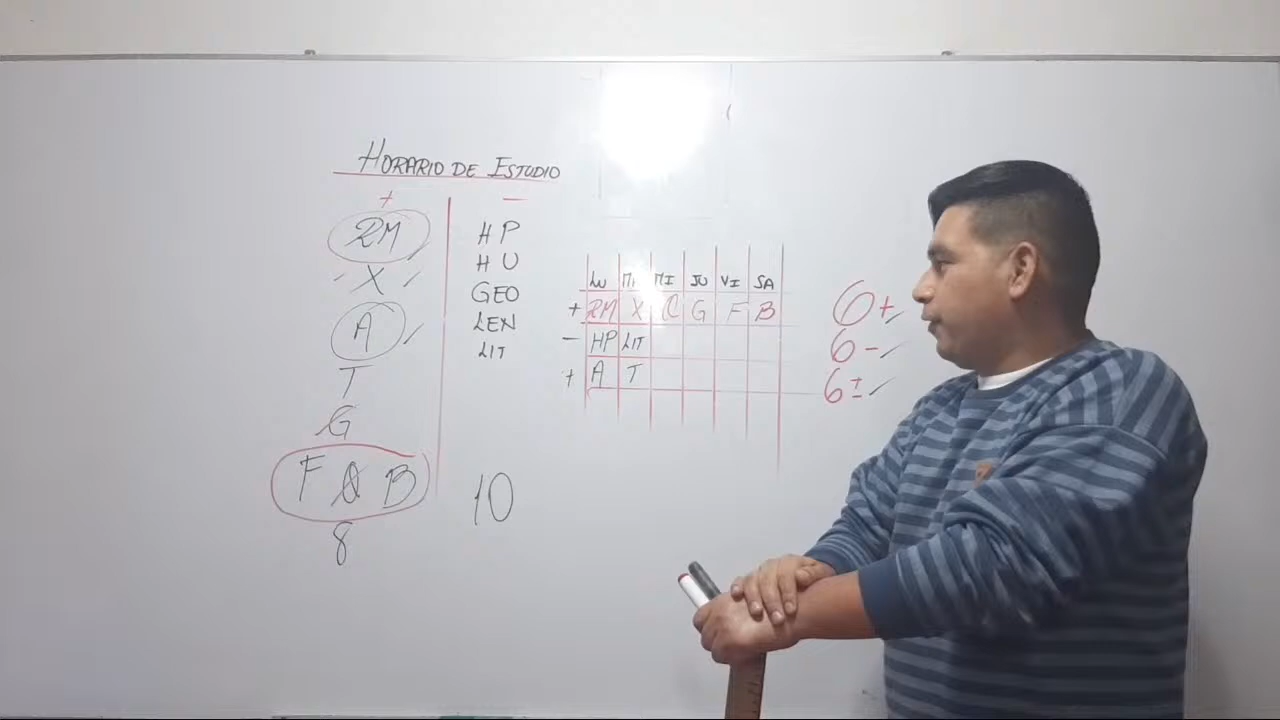 HORARIO DE ESTUDIO
+ -
RM HP
X HU
A GEO
T LEN
G LIT
F Q B 10
8
LU MA MI JU VI SA
+ RM X C G F B
- HP LIT
+ A T
6 +
6 -
6 ±